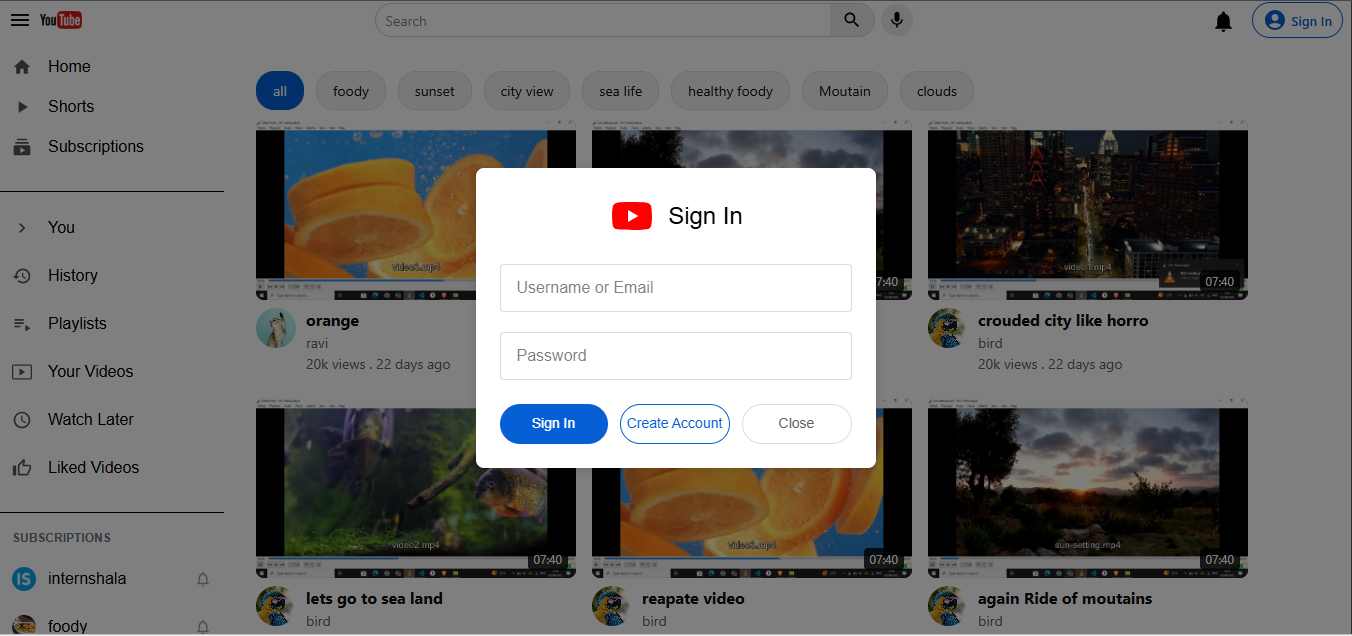 YouTube
Search
Sign In
Home
Shorts
Subscriptions
You
History
Playlists
Your Videos
Watch Later
Liked Videos
SUBSCRIPTIONS
internshala
foody
all
foody
sunset
city view
sea life
healthy foody
Moutain
clouds
video3.mp4
07:40
video1.mp4
07:40
orange
ravi
20k views . 22 days ago
crouded city like horro
bird
20k views . 22 days ago
Sign In
Username or Email
Password
Sign In
Create Account
Close
video2.mp4
07:40
video3.mp4
07:40
sun-setting.mp4
07:40
lets go to sea land
bird
reapate video
bird
again Ride of moutains
bird